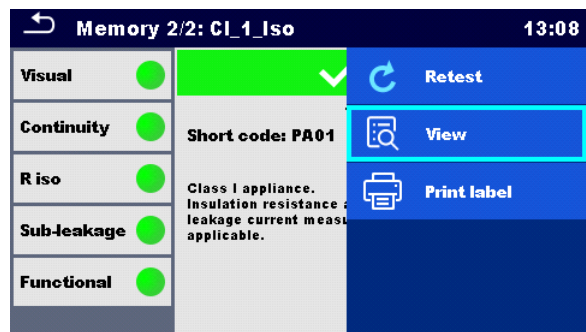 Memory 2/2: Cl_1_Iso 13:08
Visual
Continuity
R iso
Sub-leakage
Functional
Short code: PA01
Class I appliance.
Insulation resistance
leakage current
applicable.
Retest
View
Print label